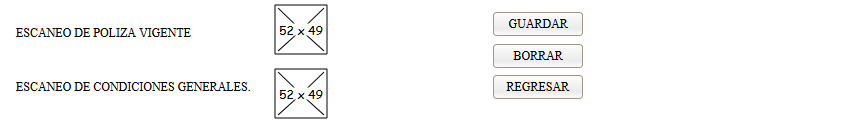 ESCANEO DE POLIZA VIGENTE
52 x 49
GUARDAR
BORRAR
ESCANEO DE CONDICIONES GENERALES.
52 x 49
REGRESAR